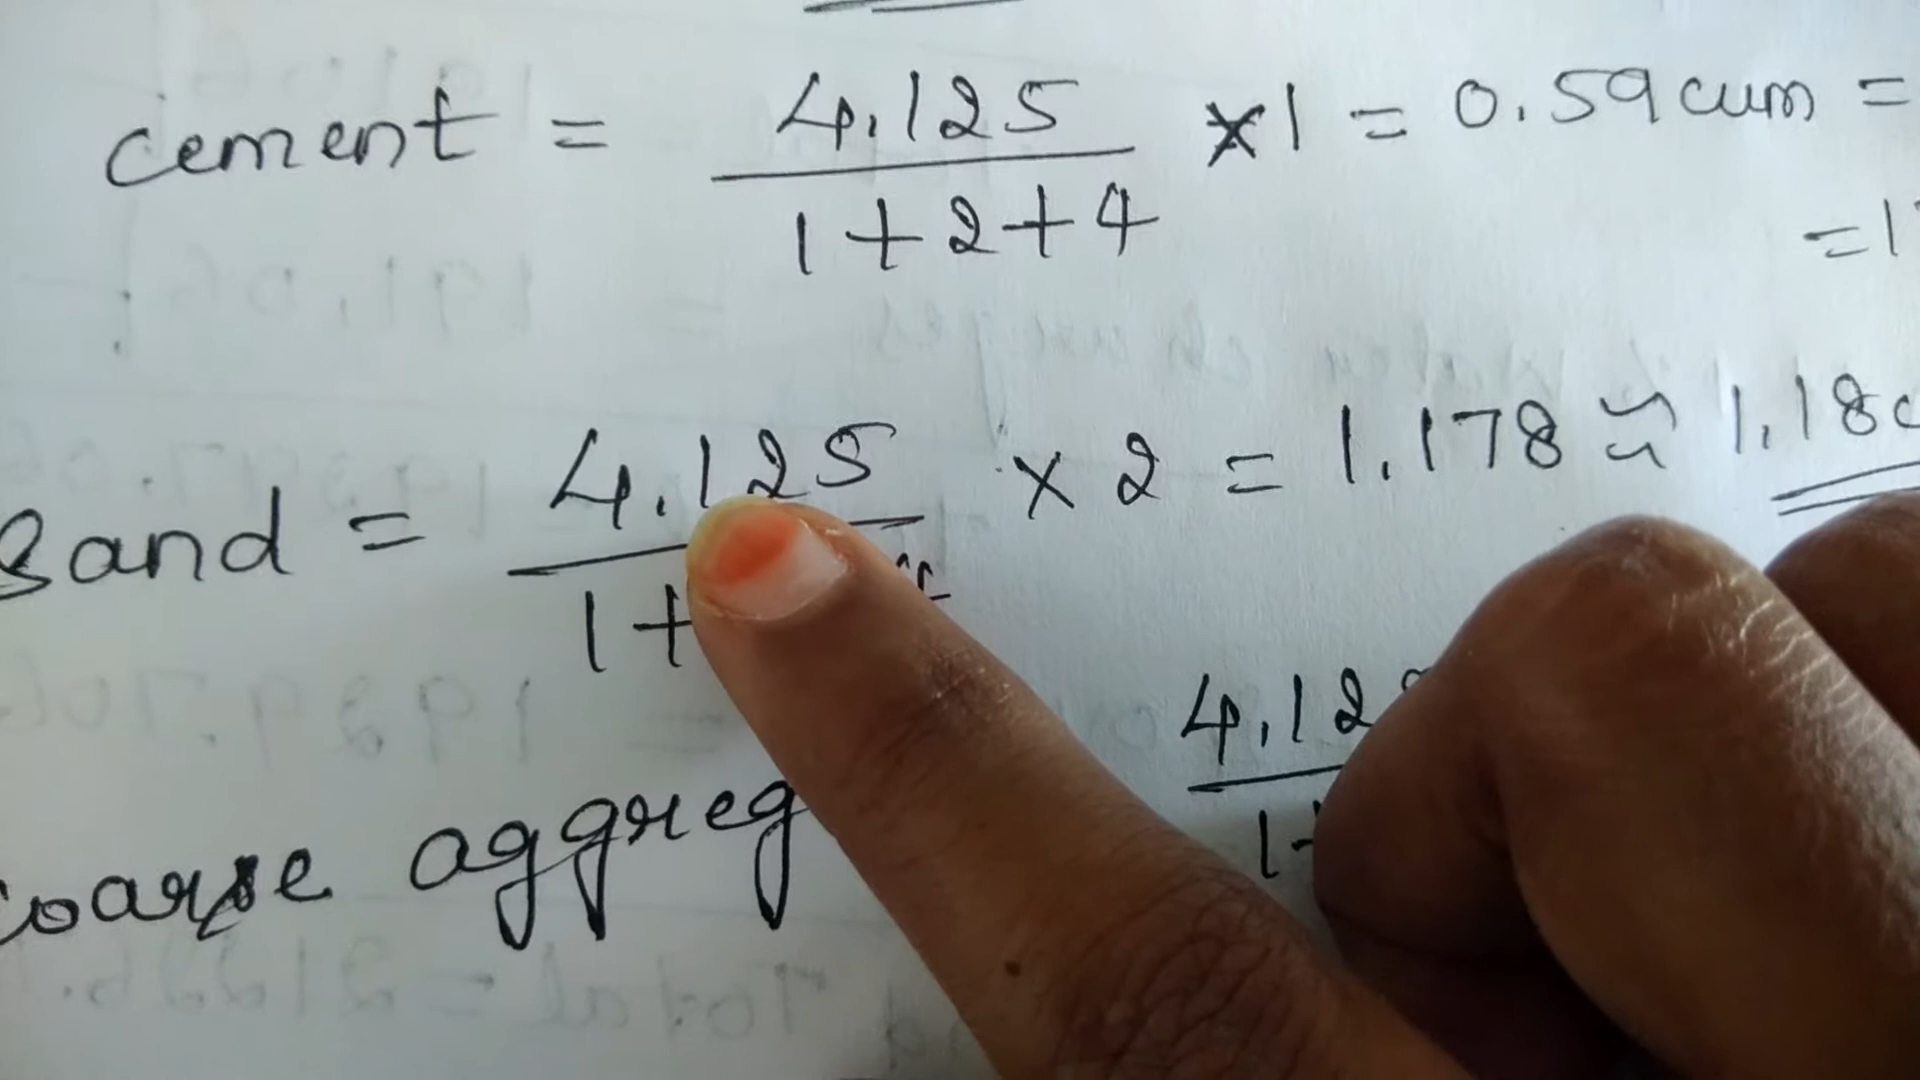 cement = 4.125 / 1+2+4 ×1 = 0.59 cum =
= 1
Sand = 4.125 / 1+ × 2 = 1.178 ≈ 1.18
coarse aggreg 4.12 / 1+